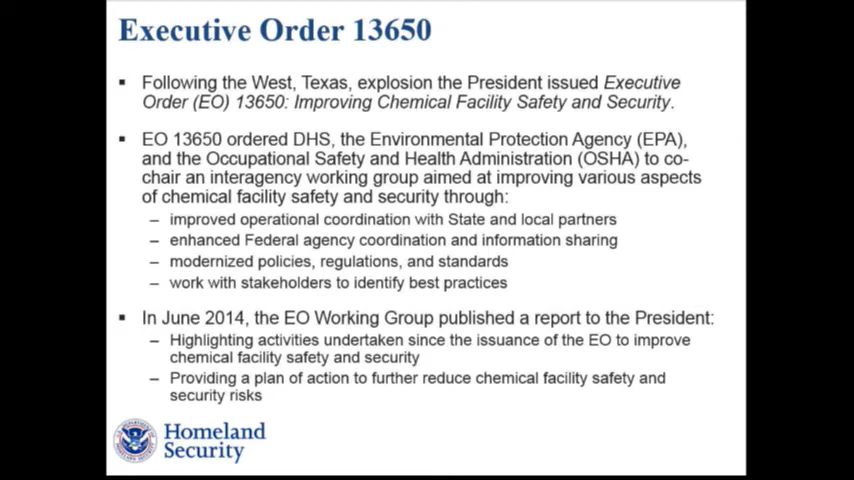 Executive Order 13650
▪ Following the West, Texas, explosion the President issued Executive
Order (EO) 13650: Improving Chemical Facility Safety and Security.
▪ EO 13650 ordered DHS, the Environmental Protection Agency (EPA),
and the Occupational Safety and Health Administration (OSHA) to co-
chair an interagency working group aimed at improving various aspects
of chemical facility safety and security through:
– improved operational coordination with State and local partners
– enhanced Federal agency coordination and information sharing
– modernized policies, regulations, and standards
– work with stakeholders to identify best practices
▪ In June 2014, the EO Working Group published a report to the President:
– Highlighting activities undertaken since the issuance of the EO to improve
chemical facility safety and security
– Providing a plan of action to further reduce chemical facility safety and
security risks
Homeland
Security